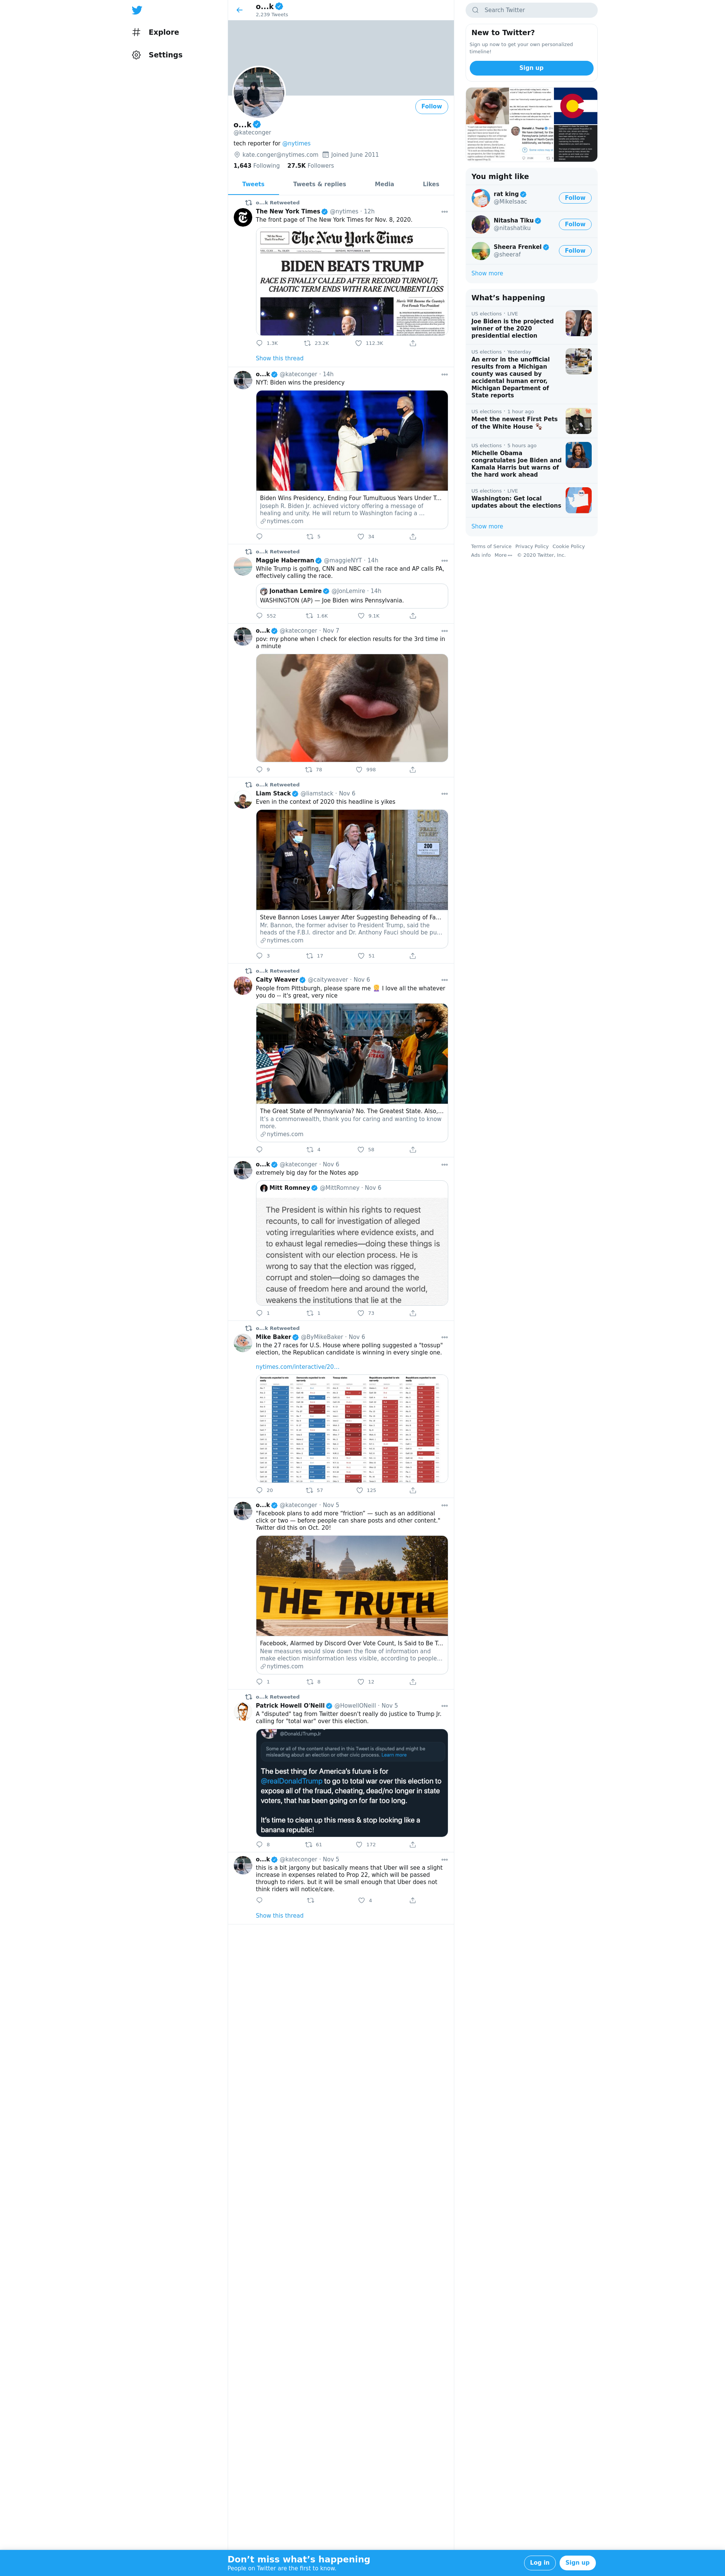 Explore
Settings
o...k
2,239 Tweets
Follow
o...k
@kateconger
tech reporter for @nytimes
kate.conger@nytimes.com Joined June 2011
1,643 Following 27.5K Followers
Tweets Tweets & replies Media Likes
o...k Retweeted
The New York Times @nytimes · 12h
The front page of The New York Times for Nov. 8, 2020.
The New York Times
BIDEN BEATS TRUMP
RACE IS FINALLY CALLED AFTER RECORD TURNOUT;
CHAOTIC TERM ENDS WITH RARE INCUMBENT LOSS
1.3K 23.2K 112.3K
Show this thread
o...k @kateconger · 14h
NYT: Biden wins the presidency
Biden Wins Presidency, Ending Four Tumultuous Years Under T...
Joseph R. Biden Jr. achieved victory offering a message of
healing and unity. He will return to Washington facing a ...
nytimes.com
5 34
o...k Retweeted
Maggie Haberman @maggieNYT · 14h
While Trump is golfing, CNN and NBC call the race and AP calls PA,
effectively calling the race.
Jonathan Lemire @JonLemire · 14h
WASHINGTON (AP) — Joe Biden wins Pennsylvania.
552 1.6K 9.1K
o...k @kateconger · Nov 7
pov: my phone when I check for election results for the 3rd time in
a minute
9 78 998
o...k Retweeted
Liam Stack @liamstack · Nov 6
Even in the context of 2020 this headline is yikes
500
PEARL
STREET
200
Steve Bannon Loses Lawyer After Suggesting Beheading of Fa...
Mr. Bannon, the former adviser to President Trump, said the
heads of the F.B.I. director and Dr. Anthony Fauci should be pu...
nytimes.com
3 17 51
o...k Retweeted
Caity Weaver @caityweaver · Nov 6
People from Pittsburgh, please spare me I love all the whatever
you do -- it's great, very nice
The Great State of Pennsylvania? No. The Greatest State. Also,...
It's a commonwealth, thank you for caring and wanting to know
more.
nytimes.com
4 58
o...k @kateconger · Nov 6
extremely big day for the Notes app
Mitt Romney @MittRomney · Nov 6
The President is within his rights to request
recounts, to call for investigation of alleged
voting irregularities where evidence exists, and
to exhaust legal remedies—doing these things is
consistent with our election process. He is
wrong to say that the election was rigged,
corrupt and stolen—doing so damages the
cause of freedom here and around the world,
weakens the institutions that lie at the
1 1 73
o...k Retweeted
Mike Baker @ByMikeBaker · Nov 6
In the 27 races for U.S. House where polling suggested a "tossup"
election, the Republican candidate is winning in every single one.
nytimes.com/interactive/20...
20 57 125
o...k @kateconger · Nov 5
"Facebook plans to add more "friction" — such as an additional
click or two — before people can share posts and other content."
Twitter did this on Oct. 20!
THE TRUTH
Facebook, Alarmed by Discord Over Vote Count, Is Said to Be T...
New measures would slow down the flow of information and
make election misinformation less visible, according to people...
nytimes.com
1 8 12
o...k Retweeted
Patrick Howell O'Neill @HowellONeill · Nov 5
A "disputed" tag from Twitter doesn't really do justice to Trump Jr.
calling for "total war" over this election.
@DonaldJTrumpJr
Some or all of the content shared in this Tweet is disputed and might be
misleading about an election or other civic process. Learn more
The best thing for America's future is for
@realDonaldTrump to go to total war over this election to
expose all of the fraud, cheating, dead/no longer in state
voters, that has been going on for far too long.
It's time to clean up this mess & stop looking like a
banana republic!
6 61 172
o...k @kateconger · Nov 5
this is a bit jargony but basically means that Uber will see a slight
increase in expenses related to Prop 22, which will be passed
through to riders. but it will be small enough that Uber does not
think riders will notice/care.
4
Show this thread
Search Twitter
New to Twitter?
Sign up now to get your own personalized
timeline!
Sign up
You might like
rat king
@MikeIsaac
Follow
Nitasha Tiku
@nitashatiku
Follow
Sheera Frenkel
@sheeraf
Follow
Show more
What's happening
US elections · LIVE
Joe Biden is the projected
winner of the 2020
presidential election
US elections · Yesterday
An error in the unofficial
results from a Michigan
county was caused by
accidental human error,
Michigan Department of
State reports
US elections · 1 hour ago
Meet the newest First Pets
of the White House
US elections · 5 hours ago
Michelle Obama
congratulates Joe Biden and
Kamala Harris but warns of
the hard work ahead
US elections · LIVE
Washington: Get local
updates about the elections
Show more
Terms of Service Privacy Policy Cookie Policy
Ads info More © 2020 Twitter, Inc.
Don't miss what's happening
People on Twitter are the first to know.
Log in Sign up